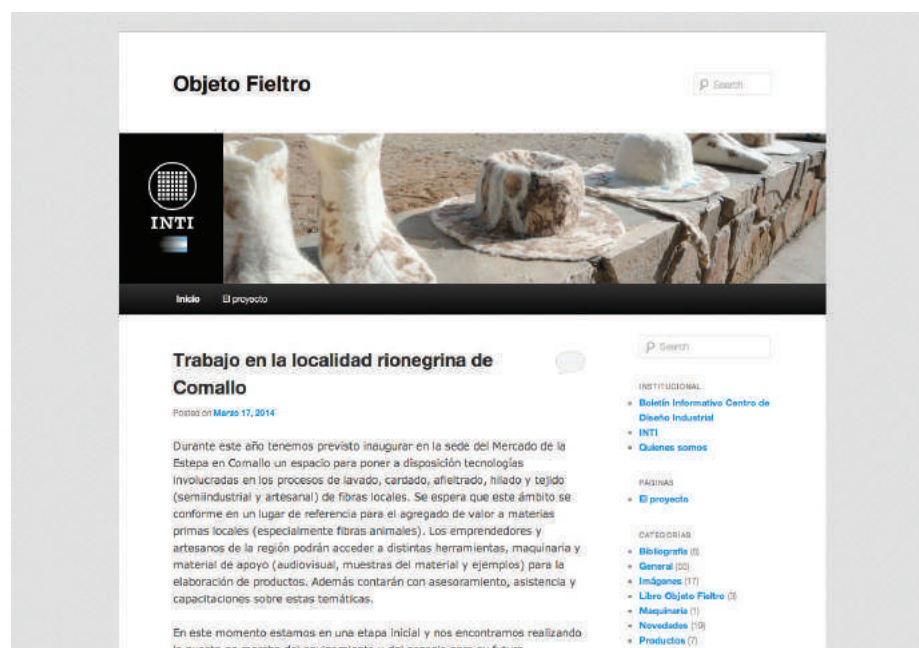 Objeto Fieltro
Search
INTI
Inicio El proyecto
Trabajo en la localidad rionegrina de
Comallo
Posted on Marzo 17, 2014
Durante este año tenemos previsto inaugurar en la sede del Mercado de la
Estepa en Comallo un espacio para poner a disposición tecnologías
involucradas en los procesos de lavado, cardado, afieltrado, hilado y tejido
(semiindustrial y artesanal) de fibras locales. Se espera que este ámbito se
conforme en un lugar de referencia para el agregado de valor a materias
primas locales (especialmente fibras animales). Los emprendedores y
artesanos de la región podrán acceder a distintas herramientas, maquinaria y
material de apoyo (audiovisual, muestras del material y ejemplos) para la
elaboración de productos. Además contarán con asesoramiento, asistencia y
capacitaciones sobre estas temáticas.
En este momento estamos en una etapa inicial y nos encontramos realizando
Search
INSTITUCIONAL
Boletín Informativo Centro de
Diseño Industrial
INTI
Quienes somos
PÁGINAS
El proyecto
CATEGORÍAS
Bibliografía
General
Imágenes (17)
Libro Objeto Fieltro (3)
Maquinaria (1)
Novedades (19)
Productos (7)